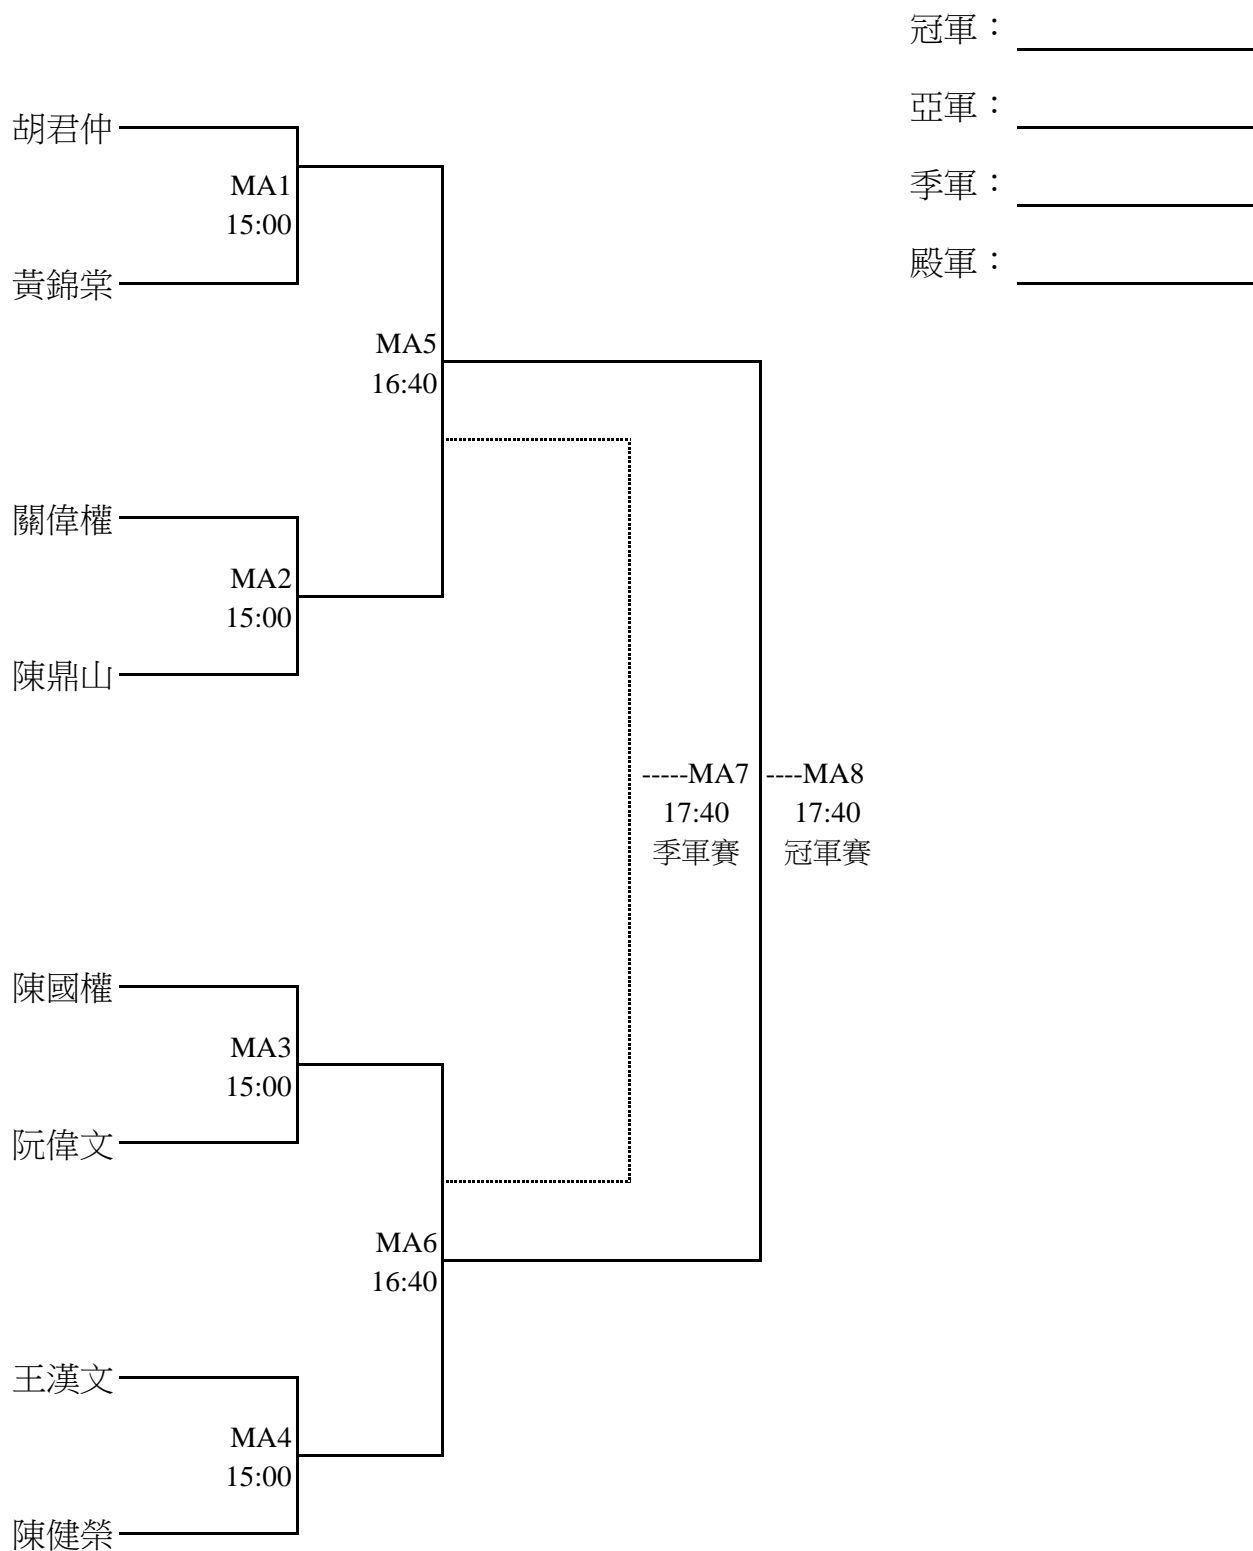 冠軍：
亞軍：
季軍：
殿軍：
胡君仲
MA1
15:00
黃錦棠
MA5
16:40
關偉權
MA2
15:00
陳鼎山
-----MA7
17:40
季軍賽
----MA8
17:40
冠軍賽
陳國權
MA3
15:00
阮偉文
MA6
16:40
王漢文
MA4
15:00
陳健榮